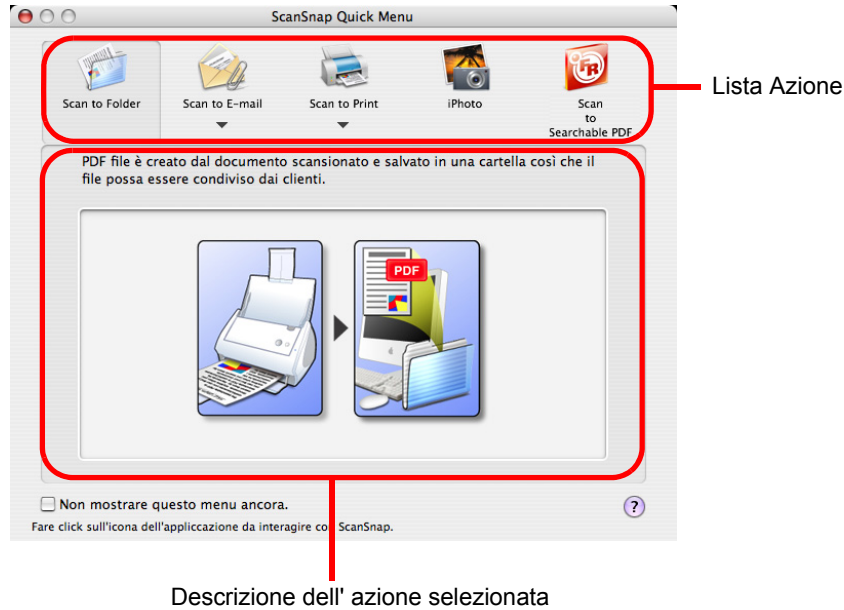 ScanSnap Quick Menu
Scan to Folder
Scan to E-mail
Scan to Print
iPhoto
Scan
to
Searchable PDF
Lista Azione
PDF file è creato dal documento scansionato e salvato in una cartella così che il
file possa essere condiviso dai clienti.
PDF
Non mostrare questo menu ancora.
?
Fare click sull'icona dell'appliccazione da interagire con ScanSnap.
Descrizione dell' azione selezionata